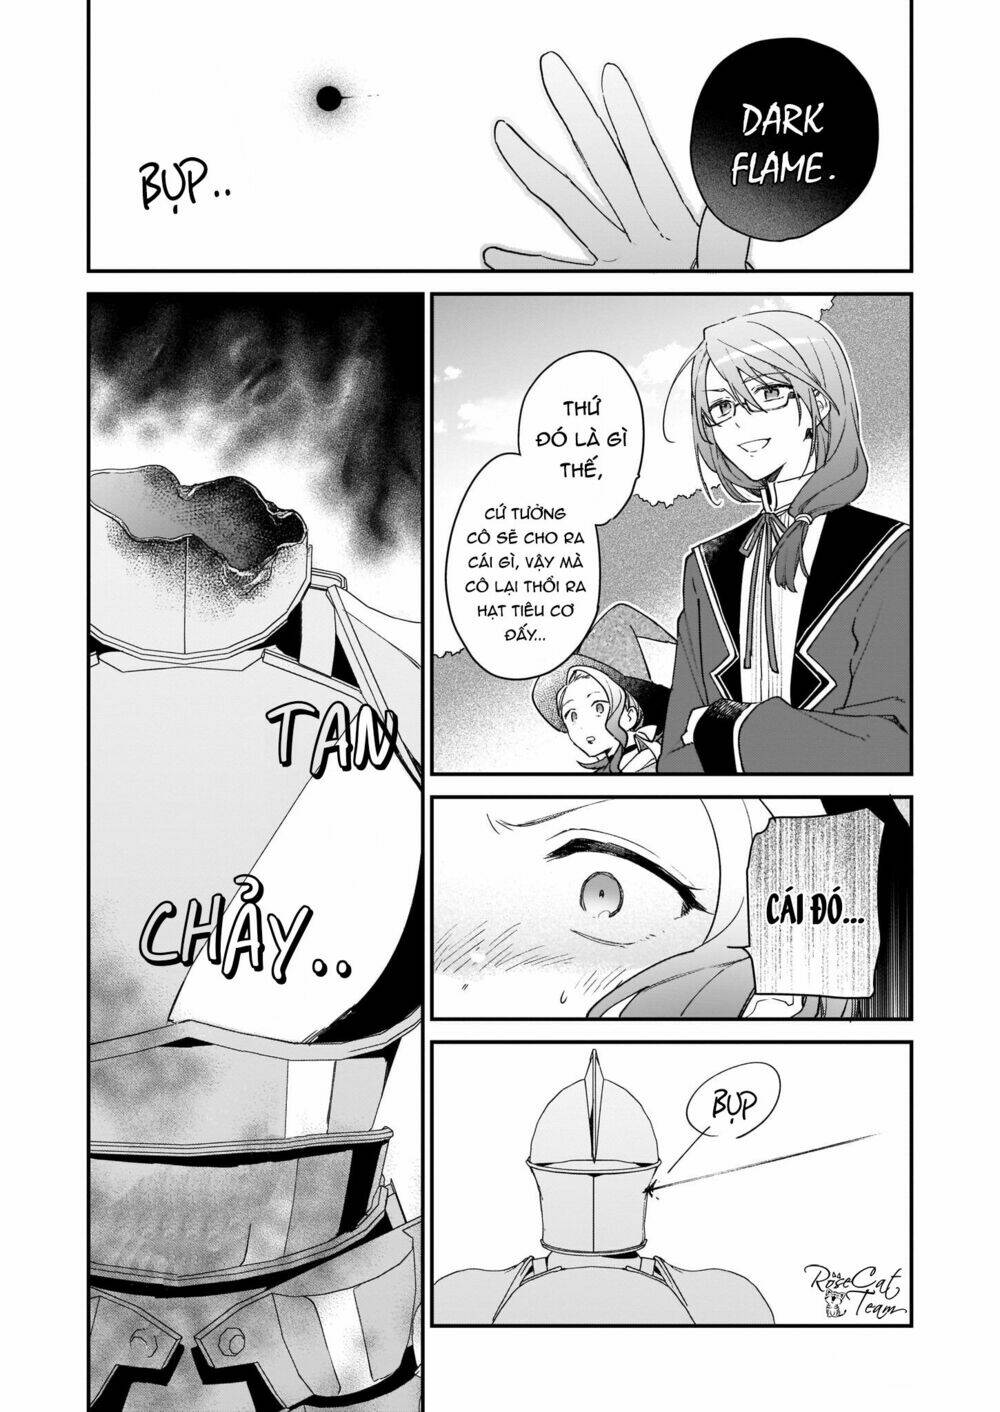 DARK
FLAME.
BỤP..
THỨ
ĐÓ LÀ GÌ
THẾ,
CỨ TƯỞNG
CÔ SẼ CHO RA
CÁI GÌ, VẬY MÀ
CÔ LẠI THỔI RA
HẠT TIÊU CƠ
ĐẤY...
CÁI ĐÓ...
BỤP
TAN
CHẢY..
RoseCat
Team